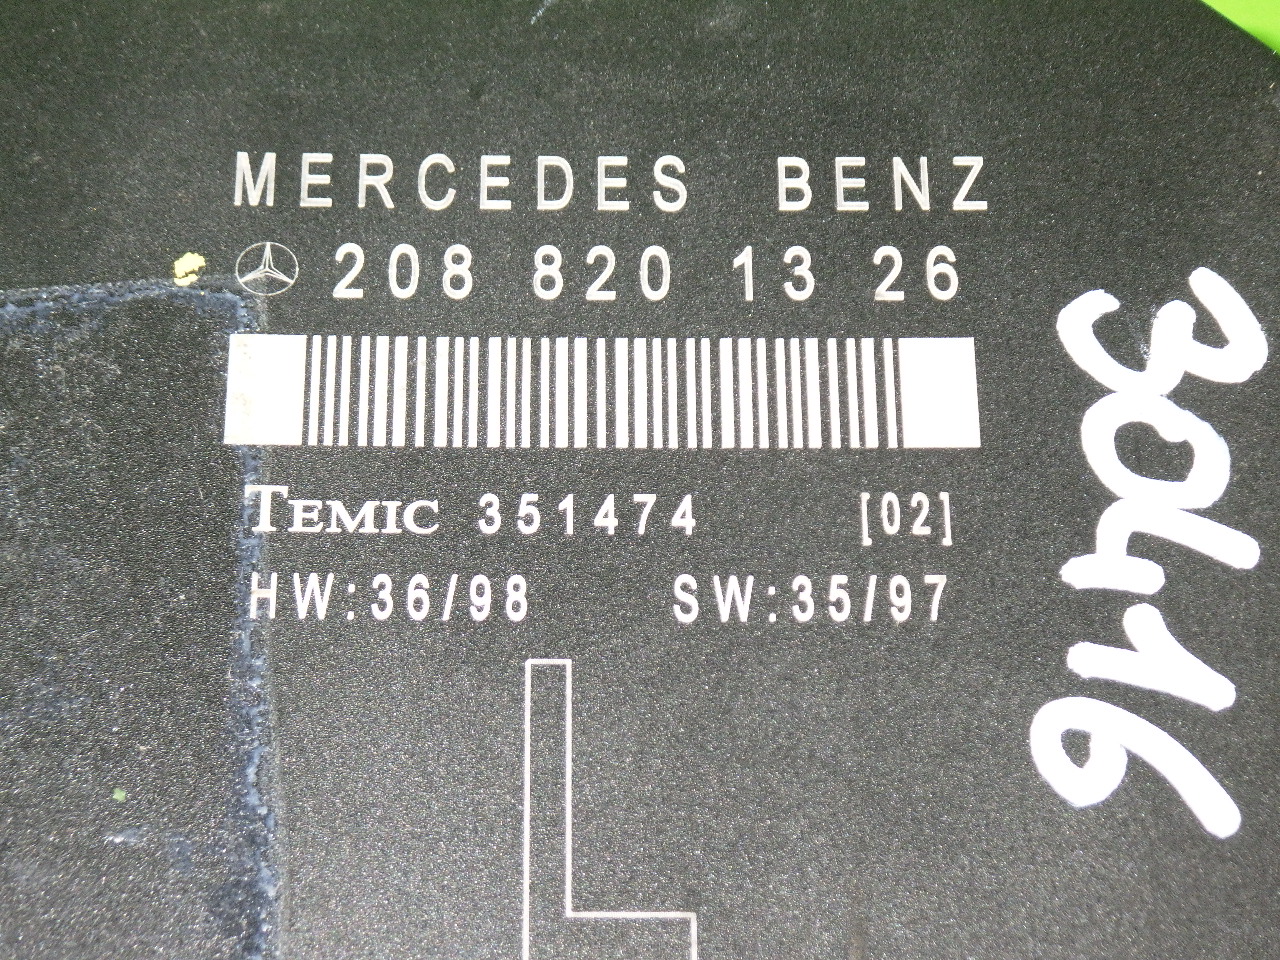 MERCEDES BENZ
208 820 13 26
TEMIC 351474 [02]
HW:36/98 SW:35/97
30416